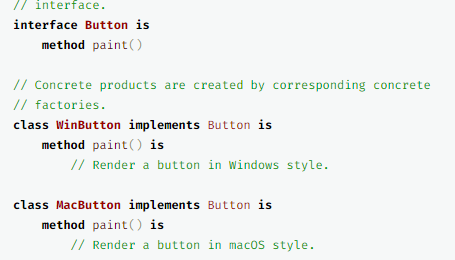 // interface.
interface Button is
    method paint()

// Concrete products are created by corresponding concrete
// factories.
class WinButton implements Button is
    method paint() is
        // Render a button in Windows style.

class MacButton implements Button is
    method paint() is
        // Render a button in macOS style.